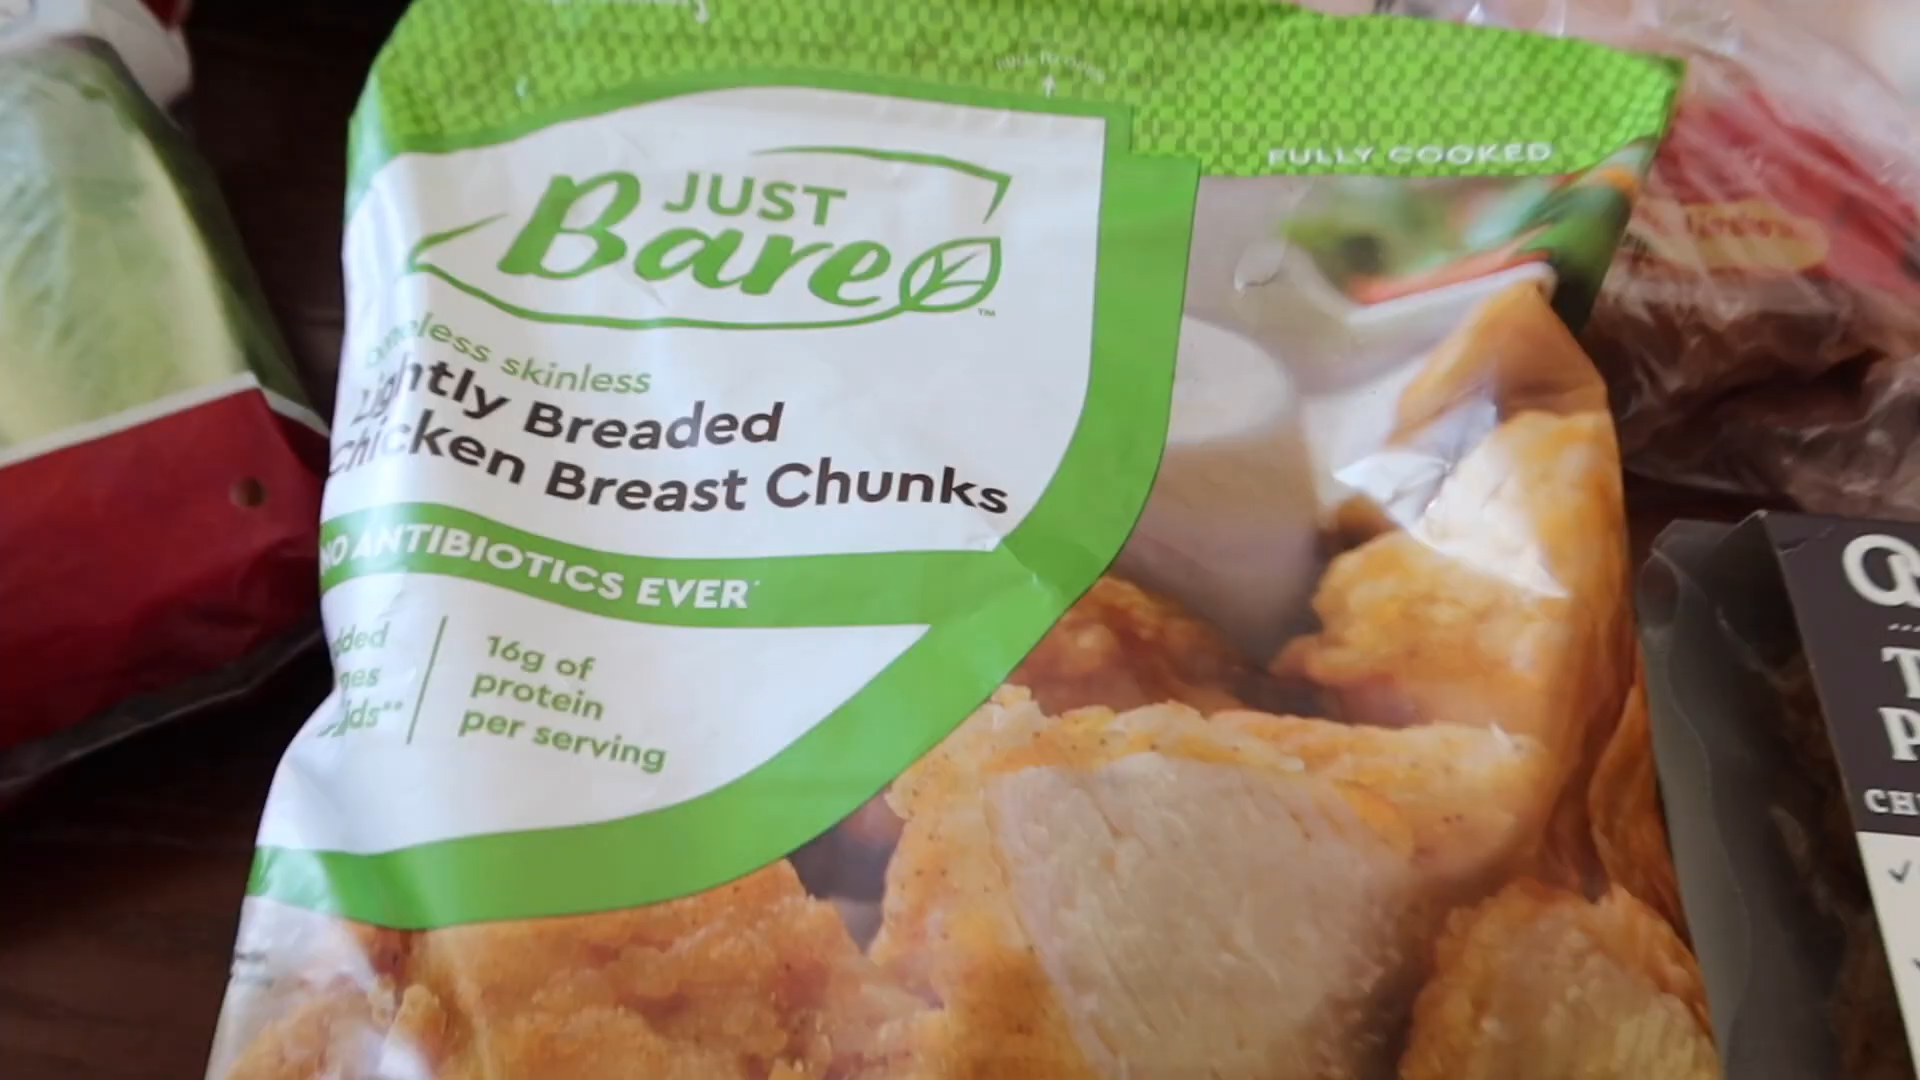 FULLY COOKED
JUST
Bare
TM
boneless skinless
Lightly Breaded
Chicken Breast Chunks
NO ANTIBIOTICS EVER*
16g of
protein
per serving